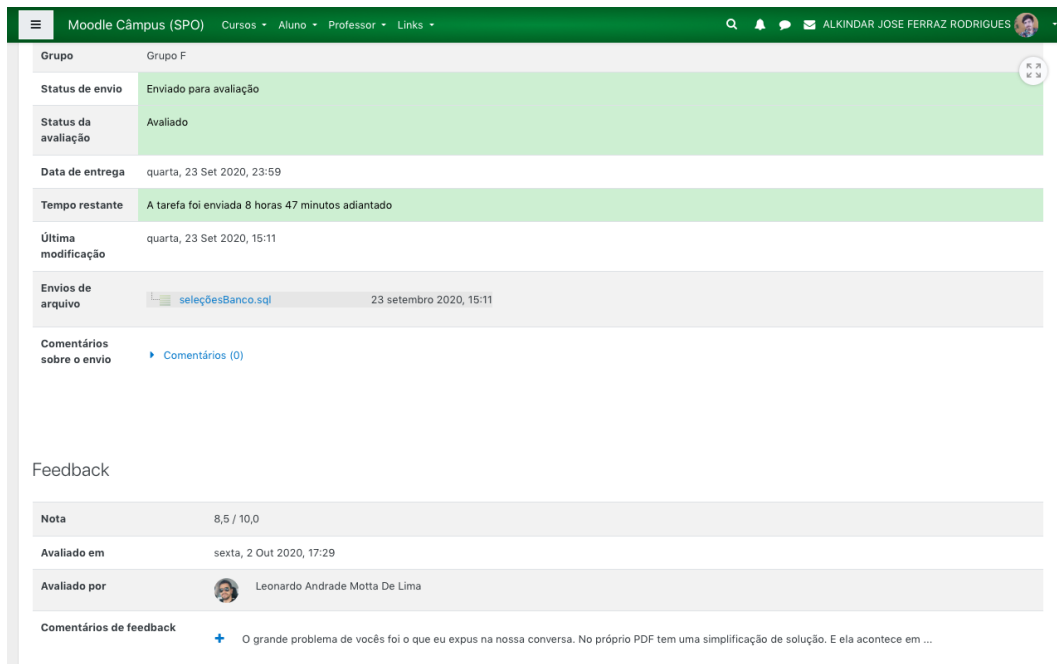 Moodle Câmpus (SPO) Cursos Aluno Professor Links ALKINDAR JOSE FERRAZ RODRIGUES
Grupo Grupo F
Status de envio Enviado para avaliação
Status da
avaliação
Avaliado
Data de entrega quarta, 23 Set 2020, 23:59
Tempo restante A tarefa foi enviada 8 horas 47 minutos adiantado
Última
modificação
quarta, 23 Set 2020, 15:11
Envios de
arquivo
seleçõesBanco.sql 23 setembro 2020, 15:11
Comentários
sobre o envio
Comentários (0)
Feedback
Nota 8,5 / 10,0
Avaliado em sexta, 2 Out 2020, 17:29
Avaliado por Leonardo Andrade Motta De Lima
Comentários de feedback
O grande problema de vocês foi o que eu expus na nossa conversa. No próprio PDF tem uma simplificação de solução. E ela acontece em ...